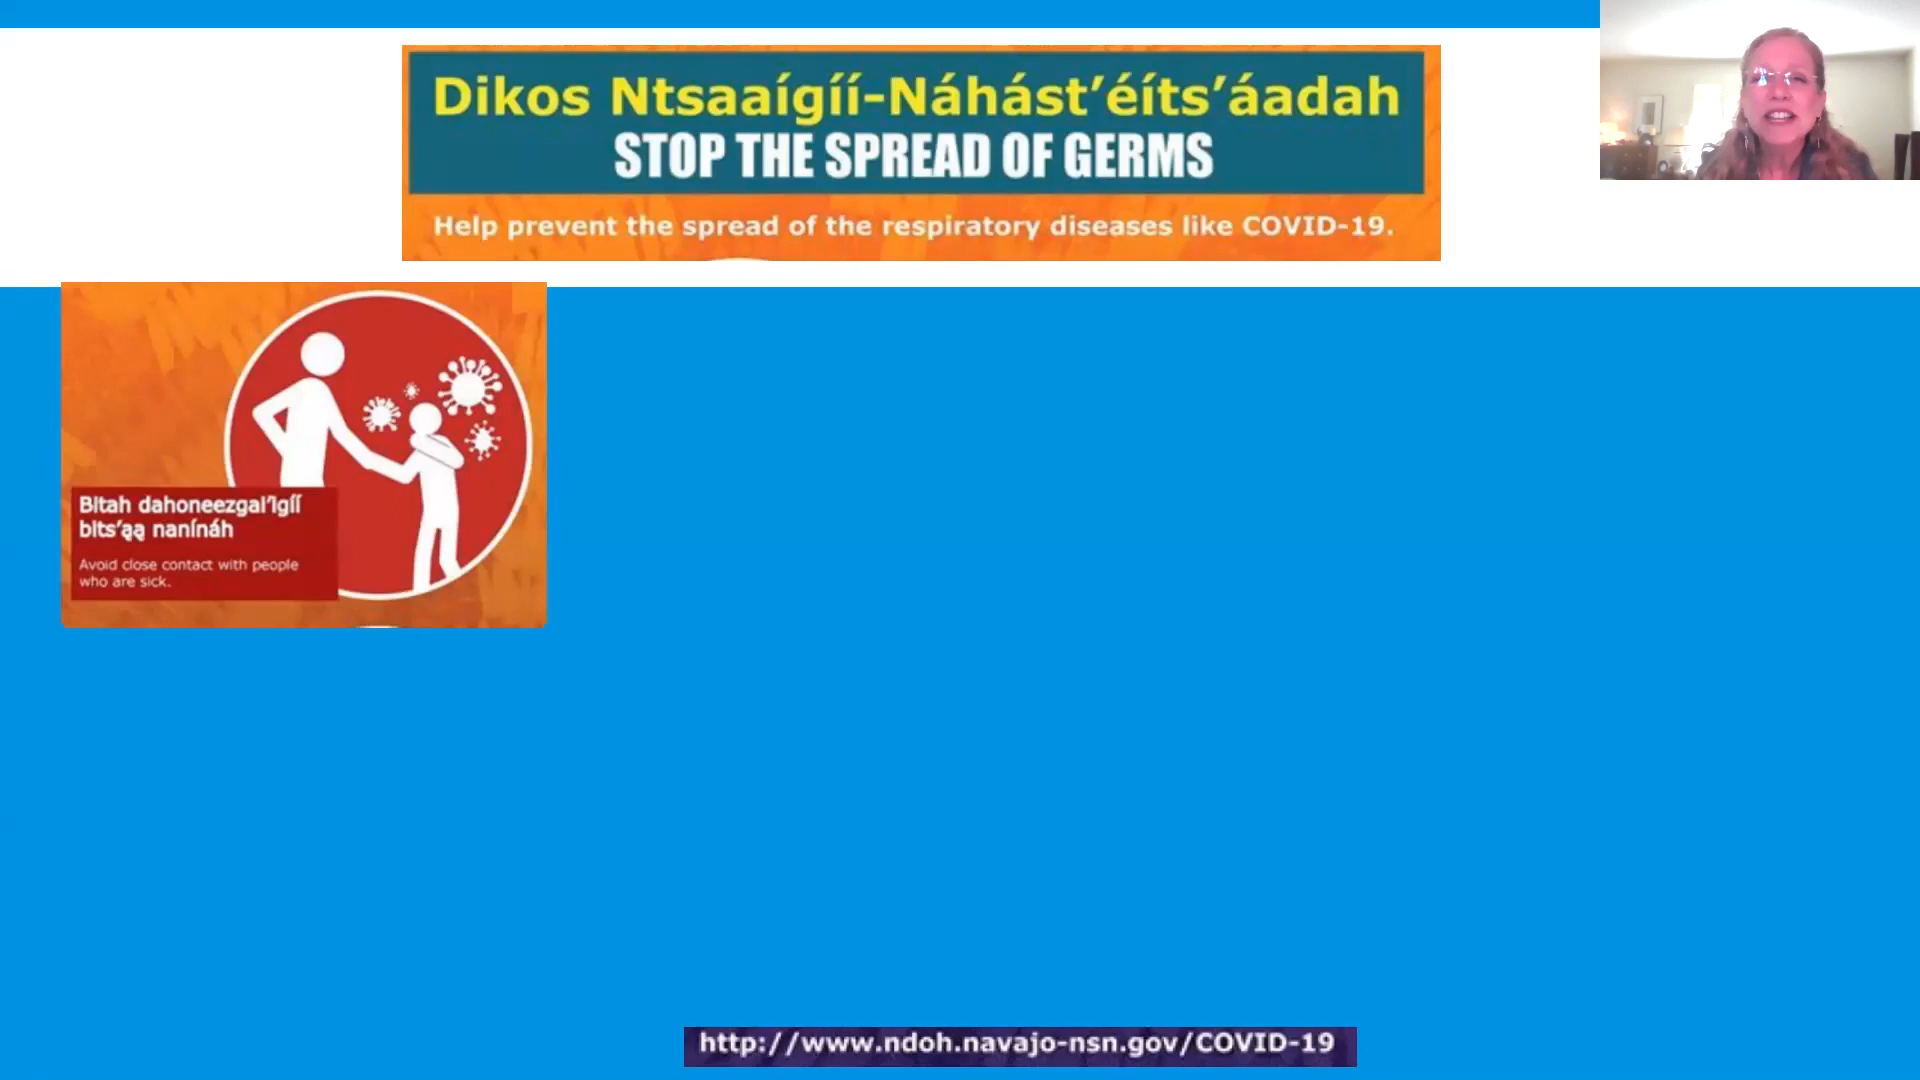 Dikos Ntsaaígíí-Náhást’éíts’áadah
STOP THE SPREAD OF GERMS
Help prevent the spread of the respiratory diseases like COVID-19.
Bitah dahoneezgai’ígíí
bits’ąą nanínáh
Avoid close contact with people
who are sick.
http://www.ndoh.navajo-nsn.gov/COVID-19